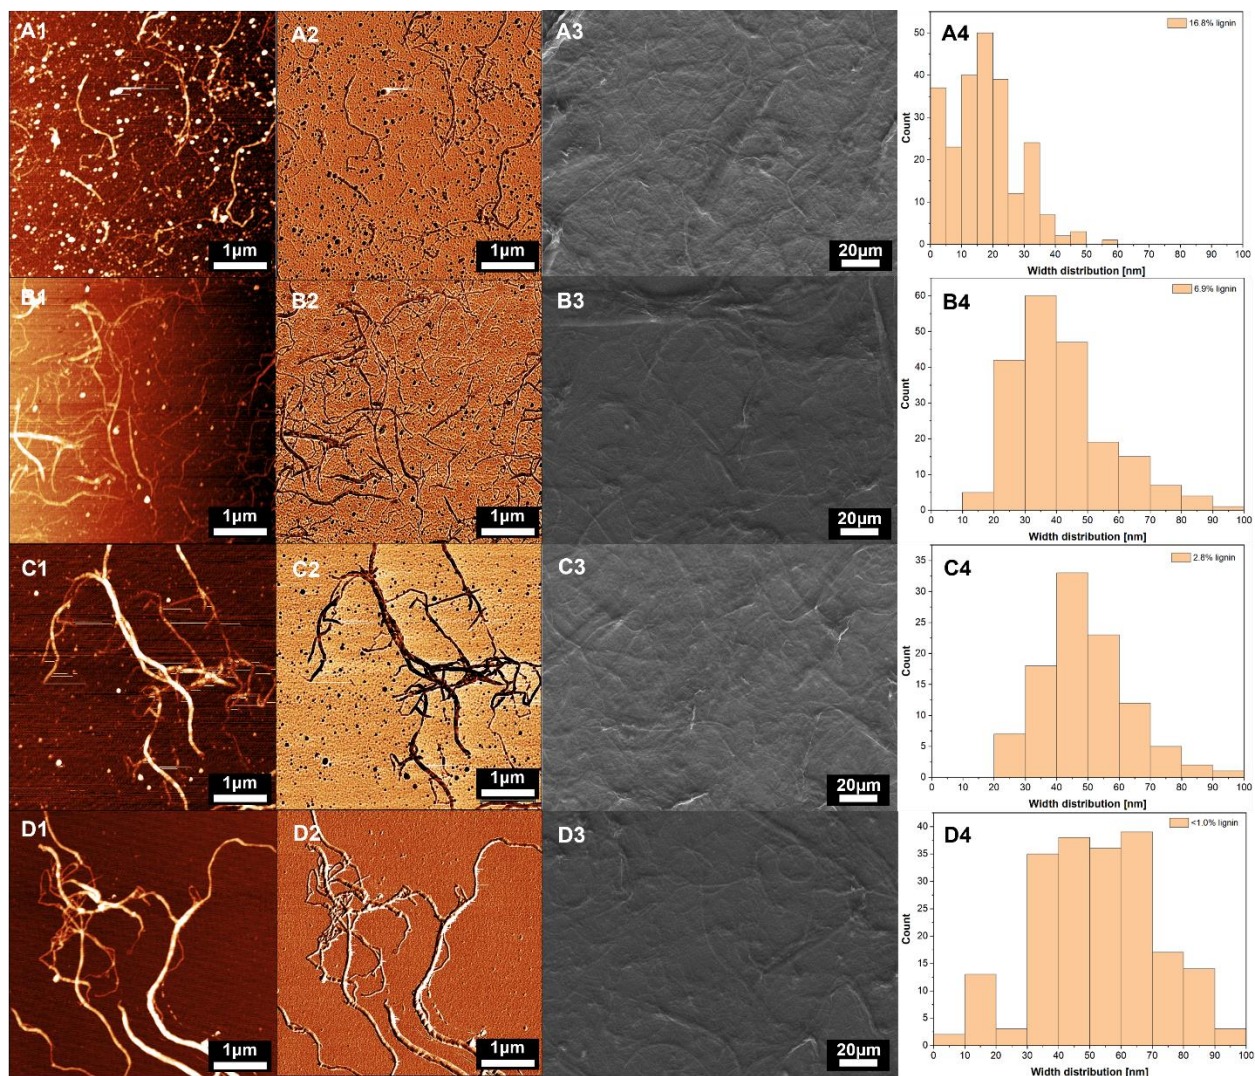 A1
A2
A3
A4
16.8% lignin
1μm
1μm
20μm
Count
50
40
30
20
10
0
0 10 20 30 40 50 60 70 80 90 100
Width distribution [nm]
B1
B2
B3
B4
6.9% lignin
1μm
1μm
20μm
Count
60
50
40
30
20
10
0
0 10 20 30 40 50 60 70 80 90 100
Width distribution [nm]
C1
C2
C3
C4
2.8% lignin
1μm
1μm
20μm
Count
35
30
25
20
15
10
5
0
0 10 20 30 40 50 60 70 80 90 100
Width distribution [nm]
D1
D2
D3
D4
<1.0% lignin
1μm
1μm
20μm
Count
40
35
30
25
20
15
10
5
0
0 10 20 30 40 50 60 70 80 90 100
Width distribution [nm]